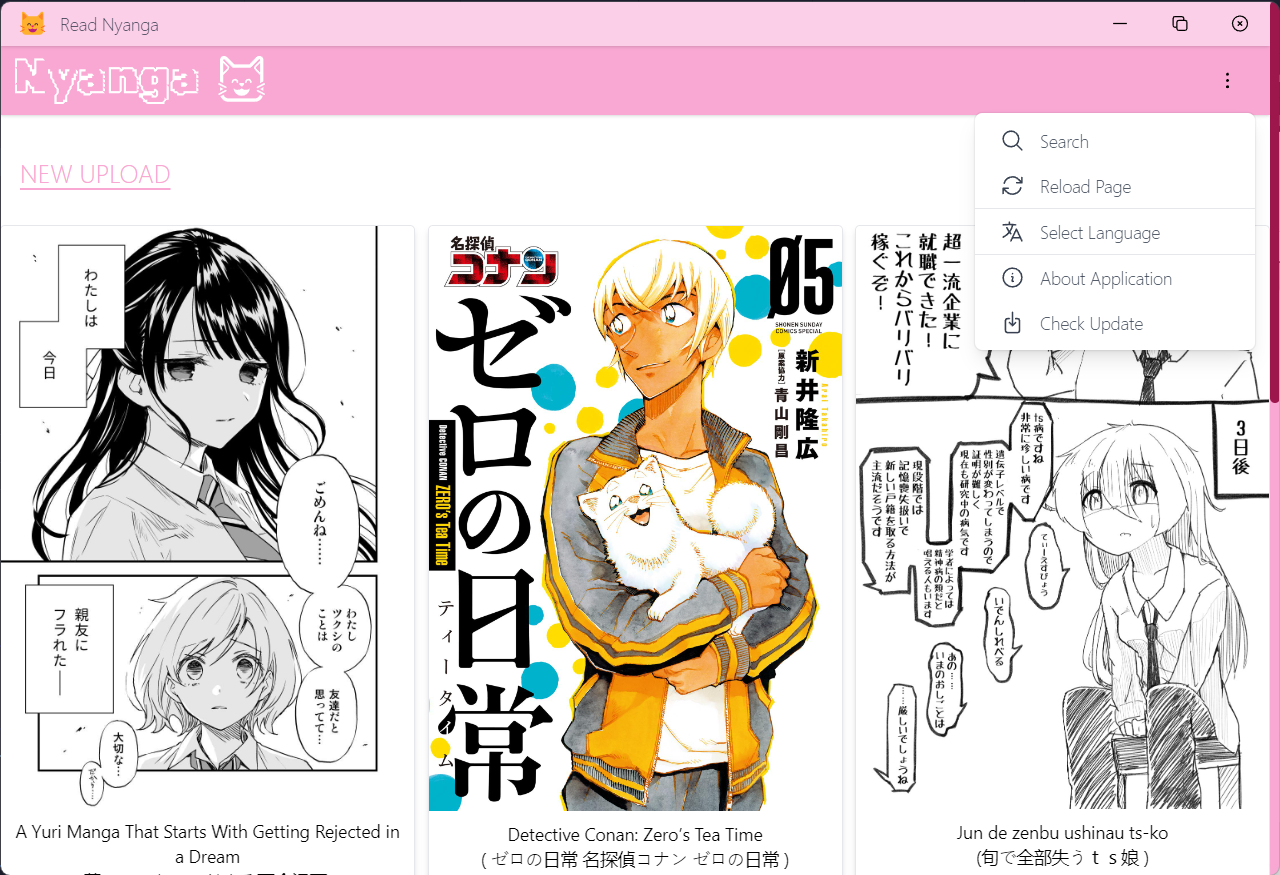 Read Nyanga
Nyanga
Search
Reload Page
Select Language
About Application
Check Update
NEW UPLOAD
わたしは
今日
ごめんね……
親友に
フラれた――
わたし
ツクシの
ことは
友達だと
思ってて…
大切な…
A Yuri Manga That Starts With Getting Rejected in
a Dream
名探偵
コナン
ゼロの日常
ティータイム
Detective CONAN ZERO's Tea Time
05
SHONEN SUNDAY
COMICS SPECIAL
新井隆広
Arai Takahiro
[原案協力]
青山剛昌
Detective Conan: Zero's Tea Time
( ゼロの日常 名探偵コナン ゼロの日常 )
超一流企業に
就職できた!
これからバリバリ
稼ぐぞ!
3日後
ts病ですね
非常に珍しい病です
遺伝子レベルで
性別が変わってしまうので
証明が難しく
現在も研究中の病気です
現段階では
記憶喪失扱いで
新しい戸籍を取る方法が
主流だそうです
学者によっては
精神病の類だと
唱える人もいます
てぃーえすびょう
いでんしれべる
あの……
いまのおしごとは
……厳しいでしょうね
Jun de zenbu ushinau ts-ko
(旬で全部失うｔｓ娘 )